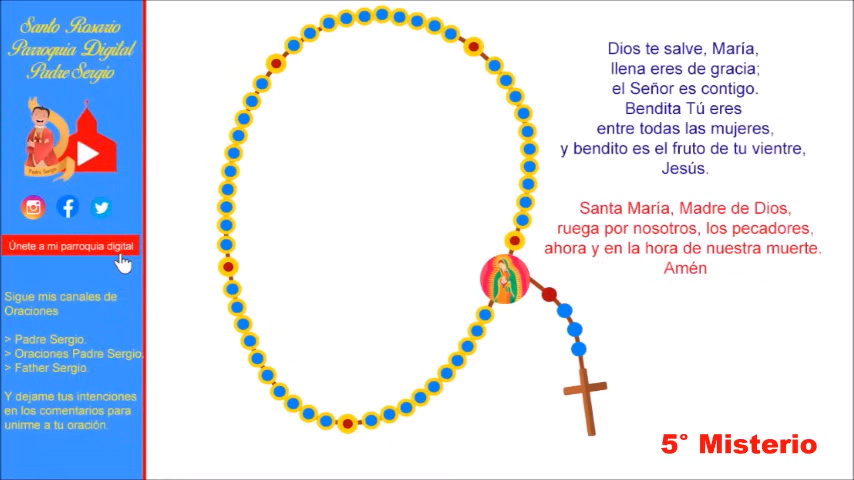 Santo Rosario
Parroquia Digital
Padre Sergio
Padre Sergio
Únete a mi parroquia digital
Sigue mis canales de
Oraciones
> Padre Sergio.
> Oraciones Padre Sergio.
> Father Sergio.
Y dejame tus intenciones
en los comentarios para
unirme a tu oración.
Dios te salve, María,
llena eres de gracia;
el Señor es contigo.
Bendita Tú eres
entre todas las mujeres,
y bendito es el fruto de tu vientre,
Jesús.
Santa María, Madre de Dios,
ruega por nosotros, los pecadores,
ahora y en la hora de nuestra muerte.
Amén
5° Misterio